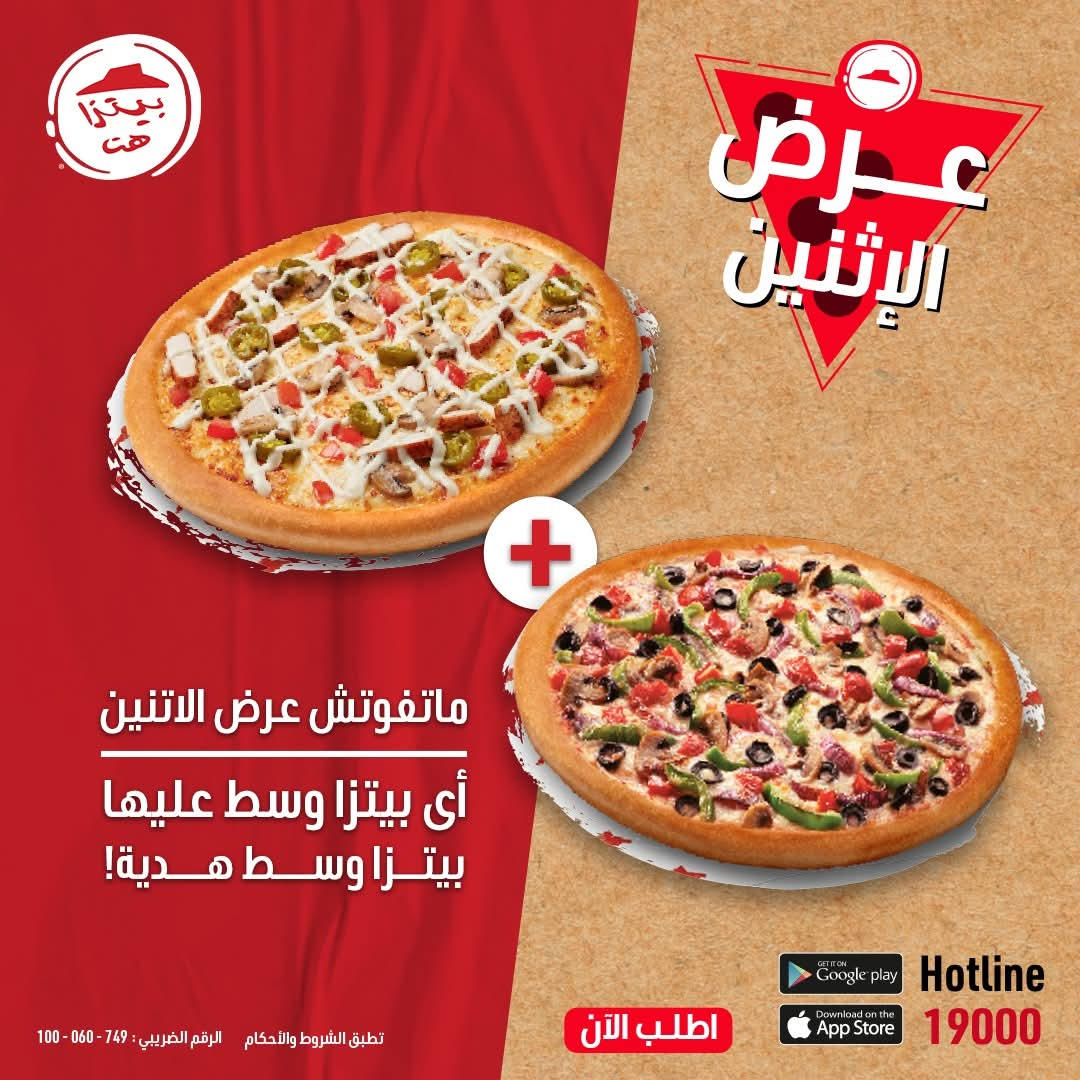 بيتزا
هت
عرض
الإثنين
ماتفوتش عرض الاتنين
أى بيتزا وسط عليها
بيتزا وسط هدية!
GET IT ON
Google play
Hotline
Download on the
App Store
19000
اطلب الآن
تطبق الشروط والأحكام
الرقم الضريبي : 749 - 060 - 100